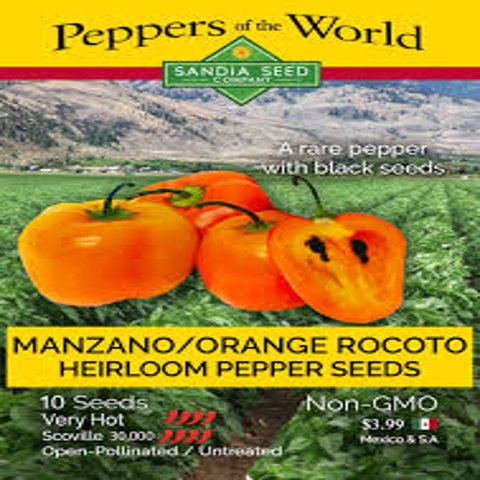 Peppers of the World
SANDIA SEED
COMPANY
A rare pepper
with black seeds
MANZANO/ORANGE ROCOTO
HEIRLOOM PEPPER SEEDS
10 Seeds
Non-GMO
Very Hot
$3.99
Scoville 30,000
Mexico & S.A
Open-Pollinated / Untreated